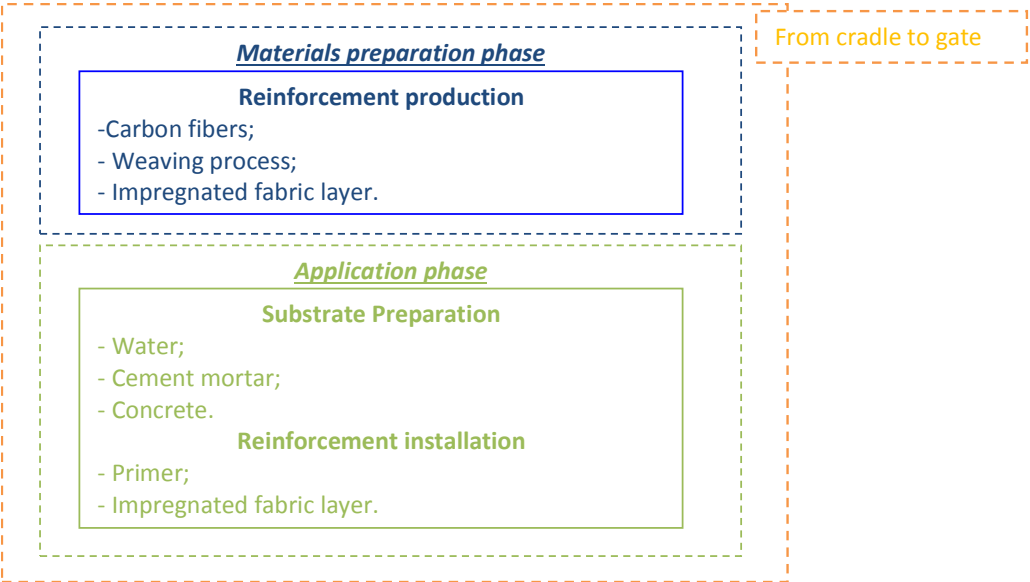 From cradle to gate
Materials preparation phase
Reinforcement production
-Carbon fibers;
- Weaving process;
- Impregnated fabric layer.
Application phase
Substrate Preparation
- Water;
- Cement mortar;
- Concrete.
Reinforcement installation
- Primer;
- Impregnated fabric layer.